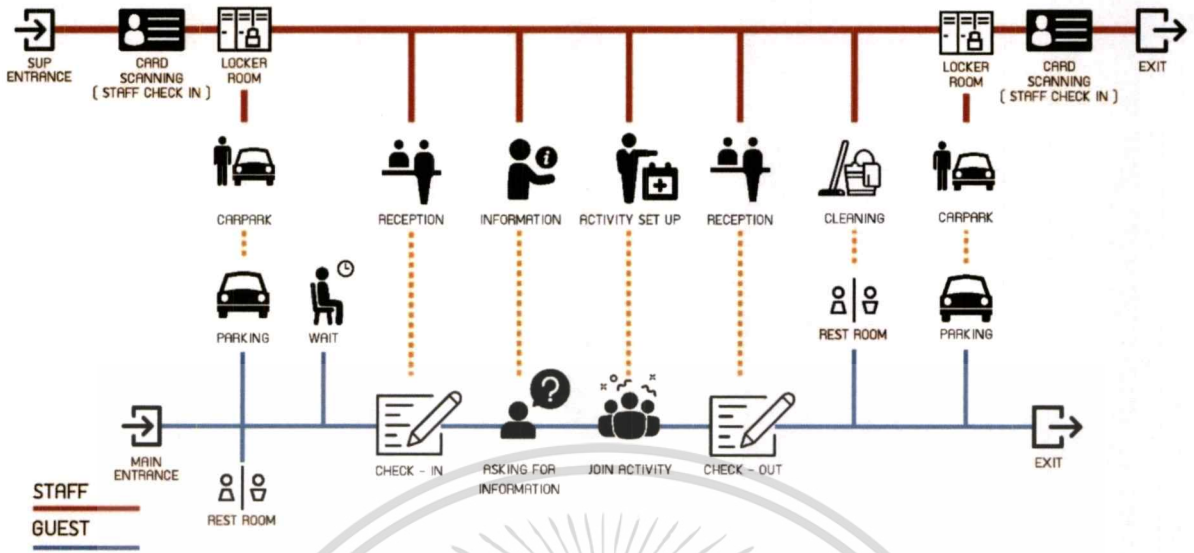 SUP
ENTRANCE
CARD
SCANNING
( STAFF CHECK IN )
LOCKER
ROOM
LOCKER
ROOM
CARD
SCANNING
( STAFF CHECK IN )
EXIT
CARPARK
RECEPTION
INFORMATION
ACTIVITY SET UP
RECEPTION
CLEANING
CARPARK
PARKING
WAIT
REST ROOM
PARKING
MAIN
ENTRANCE
CHECK - IN
ASKING FOR
INFORMATION
JOIN ACTIVITY
CHECK - OUT
EXIT
REST ROOM
STAFF
GUEST